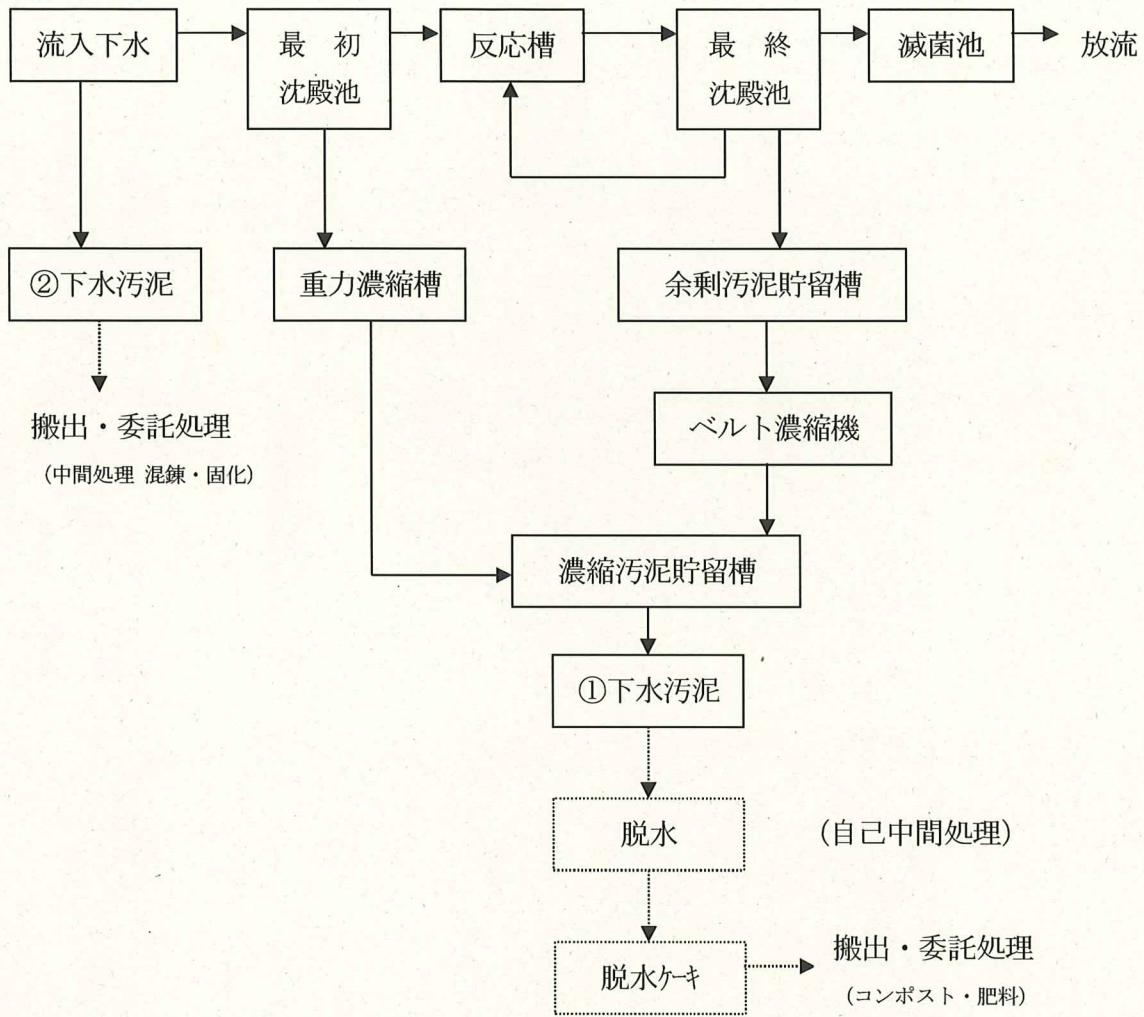 流入下水
最 初
沈殿池
反応槽
最 終
沈殿池
滅菌池
放流
②下水汚泥
重力濃縮槽
余剰汚泥貯留槽
搬出・委託処理
(中間処理 混錬・固化)
ベルト濃縮機
濃縮汚泥貯留槽
①下水汚泥
脱水
(自己中間処理)
脱水ｹｰｷ
搬出・委託処理
(コンポスト・肥料)